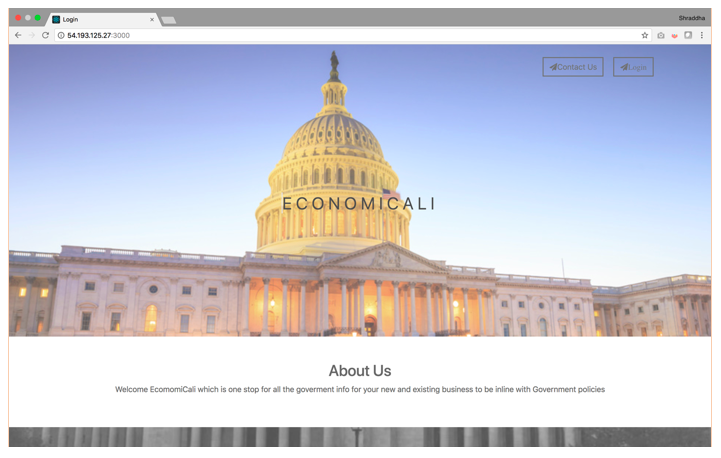 Login
Shraddha
54.193.125.27:3000
Contact Us
Login
ECONOMICALI
About Us
Welcome EcomomiCali which is one stop for all the goverment info for your new and existing business to be inline with Government policies